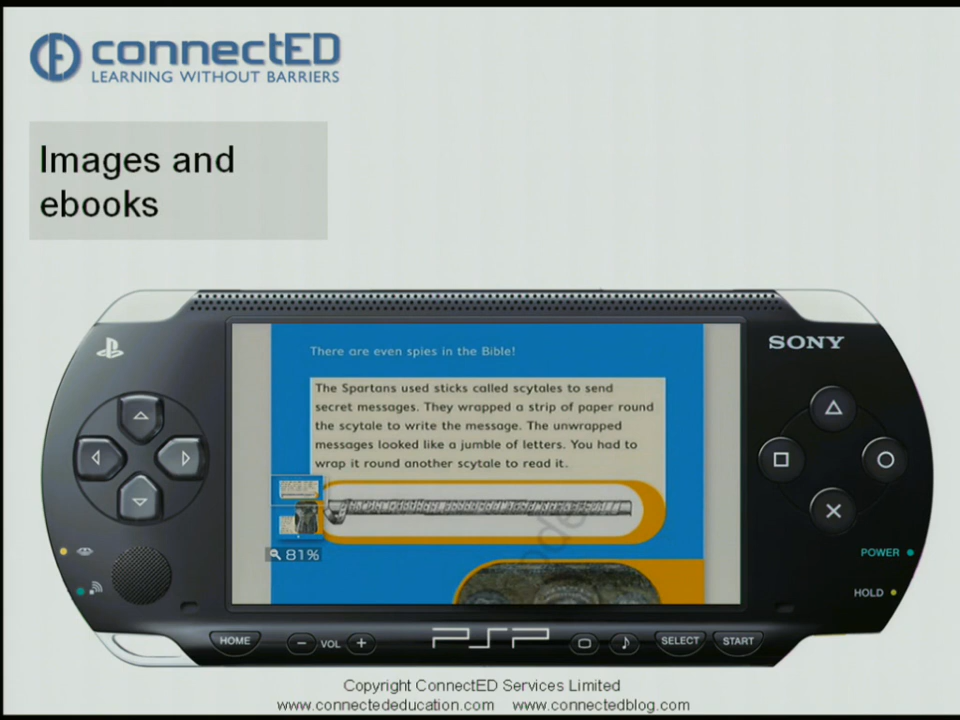 connectED
LEARNING WITHOUT BARRIERS
Images and
ebooks
There are even spies in the Bible!
The Spartans used sticks called scytales to send
secret messages. They wrapped a strip of paper round
the scytale to write the message. The unwrapped
messages looked like a jumble of letters. You had to
wrap it round another scytale to read it.
81%
SONY
POWER
HOLD
HOME
VOL
PSP
SELECT
START
Copyright ConnectED Services Limited
www.connectededucation.com www.connectedblog.com